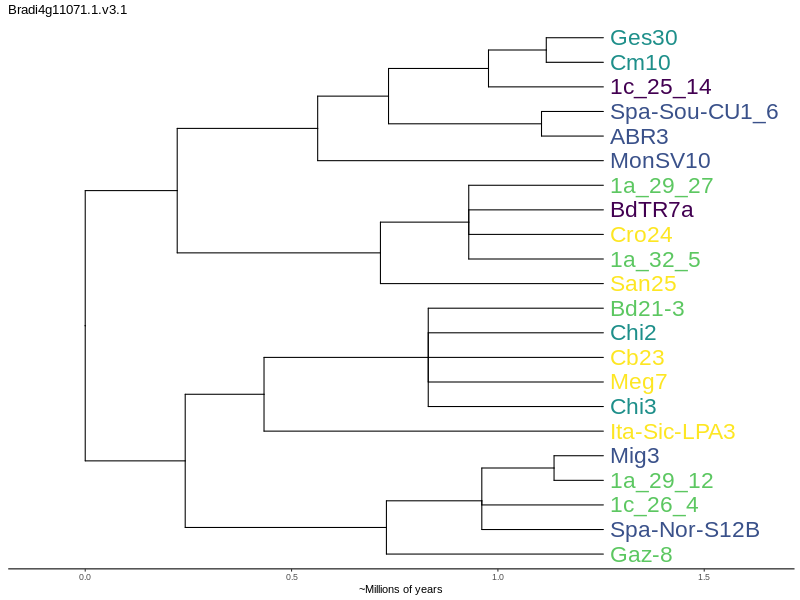 Bradi4g11071.1.v3.1
Ges30
Cm10
1c_25_14
Spa-Sou-CU1_6
ABR3
MonSV10
1a_29_27
BdTR7a
Cro24
1a_32_5
San25
Bd21-3
Chi2
Cb23
Meg7
Chi3
Ita-Sic-LPA3
Mig3
1a_29_12
1c_26_4
Spa-Nor-S12B
Gaz-8
0.0 0.5 1.0 1.5
~Millions of years